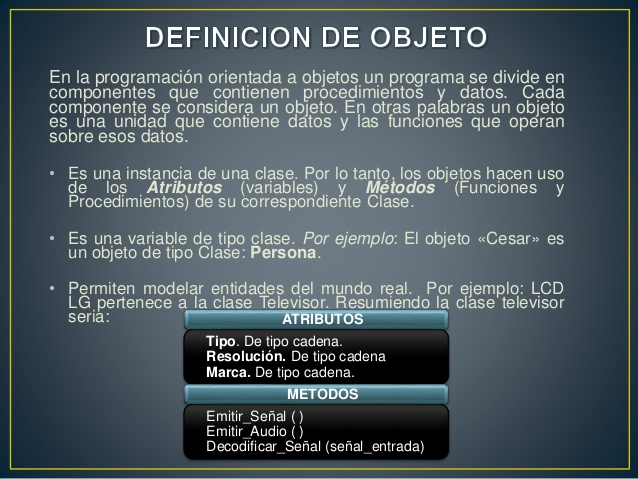 DEFINICION DE OBJETO
En la programación orientada a objetos un programa se divide en
componentes que contienen procedimientos y datos. Cada
componente se considera un objeto. En otras palabras un objeto
es una unidad que contiene datos y las funciones que operan
sobre esos datos.
• Es una instancia de una clase. Por lo tanto, los objetos hacen uso
de los Atributos (variables) y Métodos (Funciones y
Procedimientos) de su correspondiente Clase.
• Es una variable de tipo clase. Por ejemplo: El objeto «Cesar» es
un objeto de tipo Clase: Persona.
• Permiten modelar entidades del mundo real. Por ejemplo: LCD
LG pertenece a la clase Televisor. Resumiendo la clase televisor
seria:
ATRIBUTOS
Tipo. De tipo cadena.
Resolución. De tipo cadena
Marca. De tipo cadena.
METODOS
Emitir_Señal ( )
Emitir_Audio ( )
Decodificar_Señal (señal_entrada)